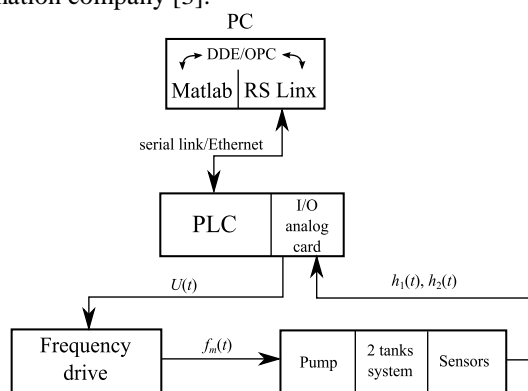 mation company [3].
PC
DDE/OPC
Matlab RS Linx
serial link/Ethernet
PLC
I/O
analog
card
U(t)
h1(t), h2(t)
Frequency
drive
fm(t)
Pump
2 tanks
system
Sensors